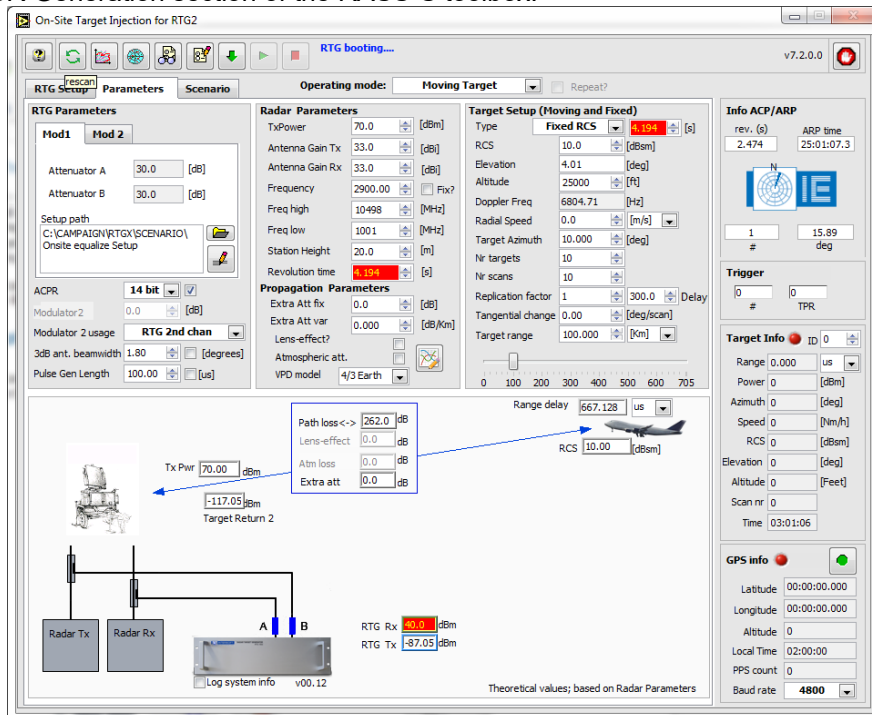 On-Site Target Injection for RTG2
RTG booting....
v7.2.0.0
rescan
RTG Setup Parameters Scenario
Operating mode: Moving Target Repeat?
RTG Parameters
Mod1 Mod 2
Attenuator A 30.0 [dB]
Attenuator B 30.0 [dB]
Setup path
C:\CAMPAIGN\RTGX\SCENARIO\
Onsite equalize Setup
ACPR 14 bit
Modulator2 0.0 [dB]
Modulator 2 usage RTG 2nd chan
3dB ant. beamwidth 1.80 [degrees]
Pulse Gen Length 100.00 [us]
Radar Parameters
TxPower 70.0 [dBm]
Antenna Gain Tx 33.0 [dBi]
Antenna Gain Rx 33.0 [dBi]
Frequency 2900.00 Fix?
Freq high 10498 [MHz]
Freq low 1001 [MHz]
Station Height 20.0 [m]
Revolution time 4.194 [s]
Propagation Parameters
Extra Att fix 0.0 [dB]
Extra Att var 0.000 [dB/Km]
Lens-effect?
Atmospheric att.
VPD model 4/3 Earth
Target Setup (Moving and Fixed)
Type Fixed RCS 4.194 [s]
RCS 10.0 [dBsm]
Elevation 4.01 [deg]
Altitude 25000 [ft]
Doppler Freq 6804.71 [Hz]
Radial Speed 0.0 [m/s]
Target Azimuth 10.000 [deg]
Nr targets 10
Nr scans 10
Replication factor 1 300.0 Delay
Tangential change 0.00 [deg/scan]
Target range 100.000 [Km]
0 100 200 300 400 500 600 705
Info ACP/ARP
rev. (s) ARP time
2.474 25:01:07.3
N
IE
1 15.89
# deg
Trigger
0 0
# TPR
Target Info ID 0
Range 0.000 us
Power 0 [dBm]
Azimuth 0 [deg]
Speed 0 [Nm/h]
RCS 0 [dBsm]
Elevation 0 [deg]
Altitude 0 [Feet]
Scan nr 0
Time 03:01:06
GPS info
Latitude 00:00:00.000
Longitude 00:00:00.000
Altitude 0
Local Time 02:00:00
PPS count 0
Baud rate 4800
Range delay 667.128 us
RCS 10.00 [dBsm]
Path loss<-> 262.0 dB
Lens-effect 0.0 dB
Atm loss 0.0 dB
Extra att 0.0 dB
Tx Pwr 70.00 dBm
-117.05 dBm
Target Return 2
Radar Tx Radar Rx
A B
RTG Rx 40.0 dBm
RTG Tx -87.05 dBm
Log system info v00.12
Theoretical values; based on Radar Parameters